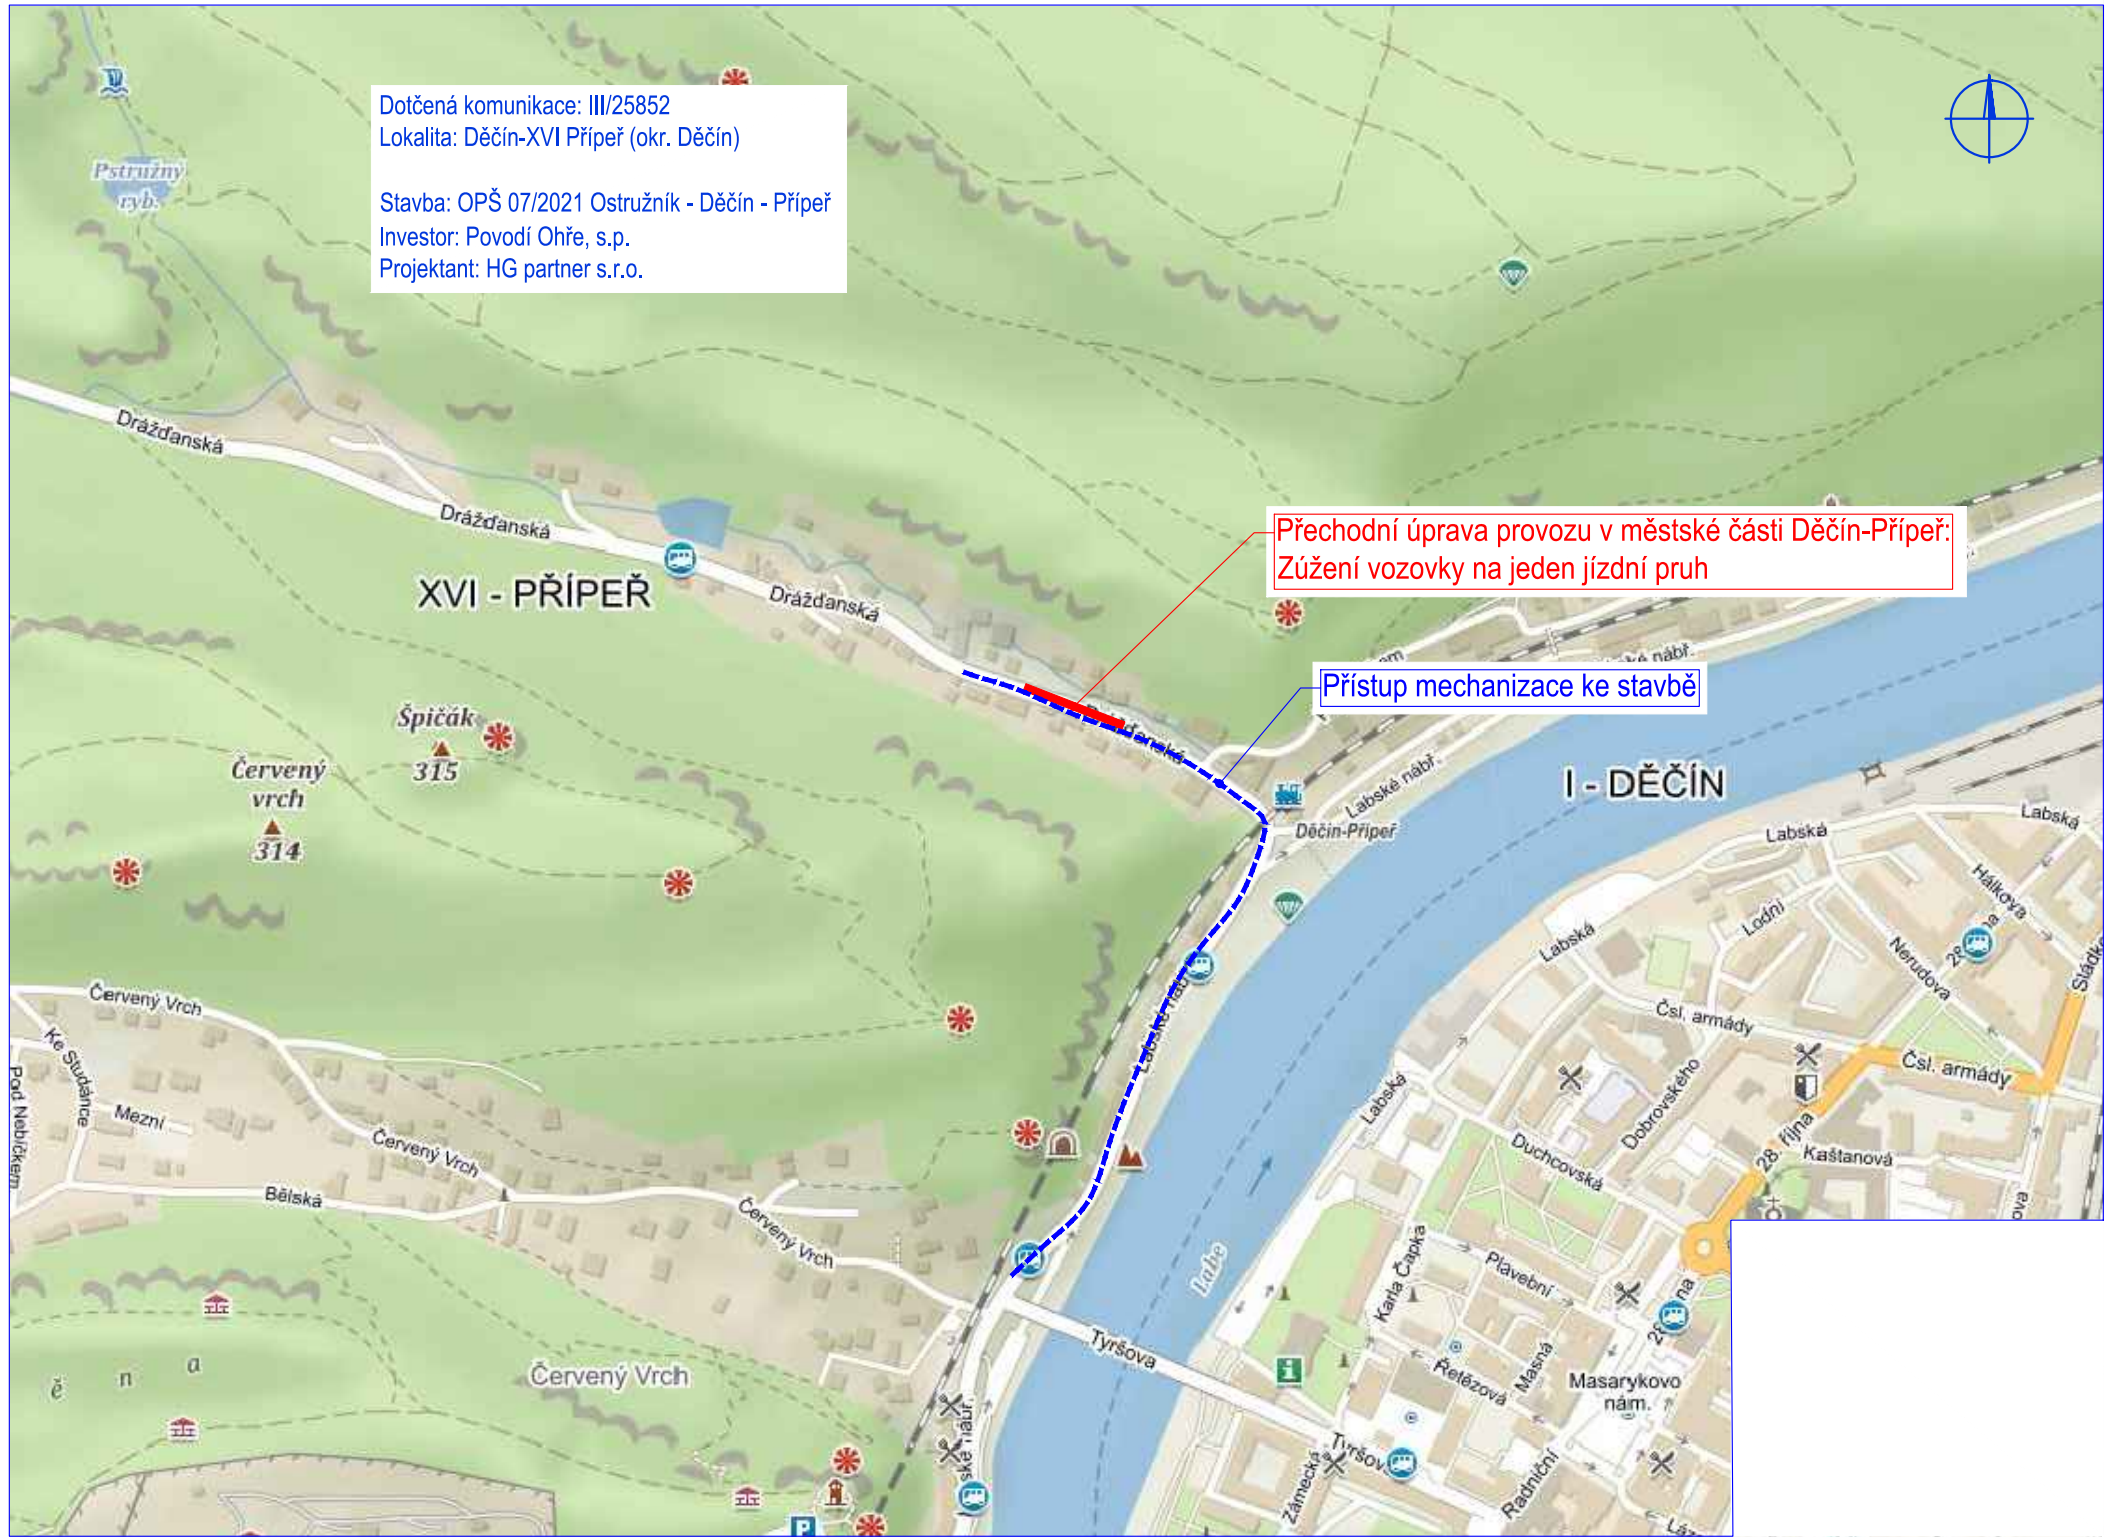 Dotčená komunikace: III/25852
Lokalita: Děčín-XVI Přípeř (okr. Děčín)
Stavba: OPŠ 07/2021 Ostružník - Děčín - Přípeř
Investor: Povodí Ohře, s.p.
Projektant: HG partner s.r.o.
Pstružný
ryb.
Drážďanská
Drážďanská
Drážďanská
XVI - PŘÍPEŘ
Přechodní úprava provozu v městské části Děčín-Přípeř:
Zúžení vozovky na jeden jízdní pruh
Přístup mechanizace ke stavbě
Špičák
315
Červený
vrch
314
I - DĚČÍN
Labské nábř.
Děčín-Přípeř
Labská
Labská
Hálkova
Lodní
Labská
Nerudova
Csl. armády
Čsl. armády
Dobrovského
Labská
Duchcovská
28. října
Kaštanová
Červený Vrch
Ke Studánce
Pod Nebíčkem
Mezní
Červený Vrch
Bělská
Červený Vrch
Labe
Karla Čapka
Plavební
Masná
Řetězová
Masarykovo
nám.
Tyršova
Červený Vrch
ě n a
Zámecká
Radniční
P
i